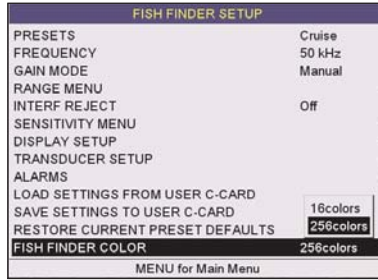 FISH FINDER SETUP
PRESETS Cruise
FREQUENCY 50 kHz
GAIN MODE Manual
RANGE MENU
INTERF REJECT Off
SENSITIVITY MENU
DISPLAY SETUP
TRANSDUCER SETUP
ALARMS
LOAD SETTINGS FROM USER C-CARD
SAVE SETTINGS TO USER C-CARD 16colors
RESTORE CURRENT PRESET DEFAULTS 256colors
FISH FINDER COLOR 256colors
MENU for Main Menu